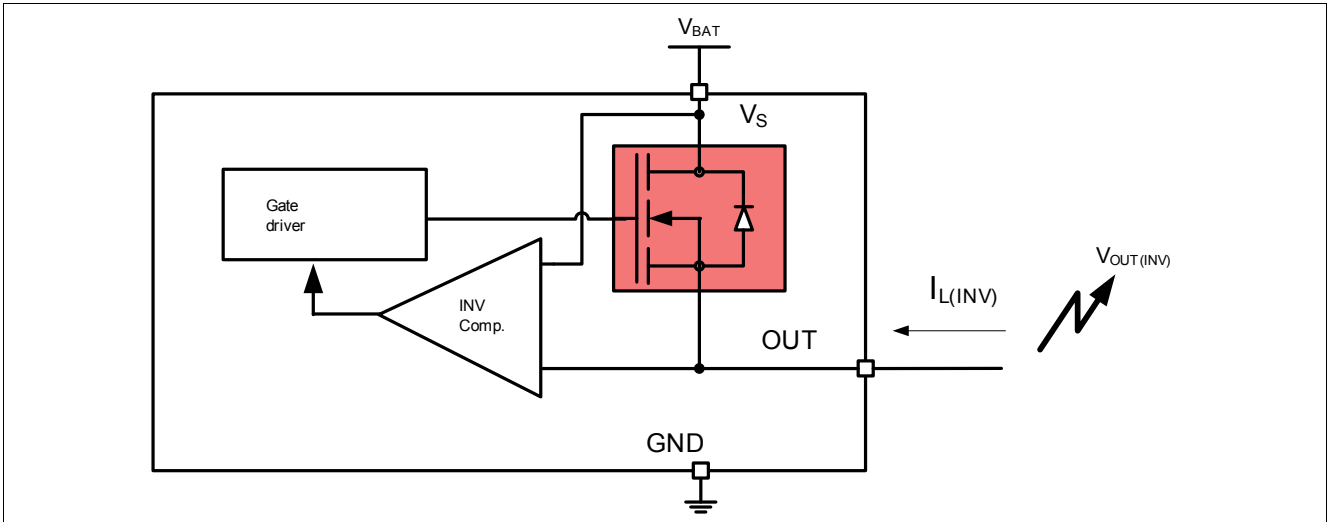 VBAT
VS
Gate
driver
INV
Comp.
VOUT(INV)
IL(INV)
OUT
GND